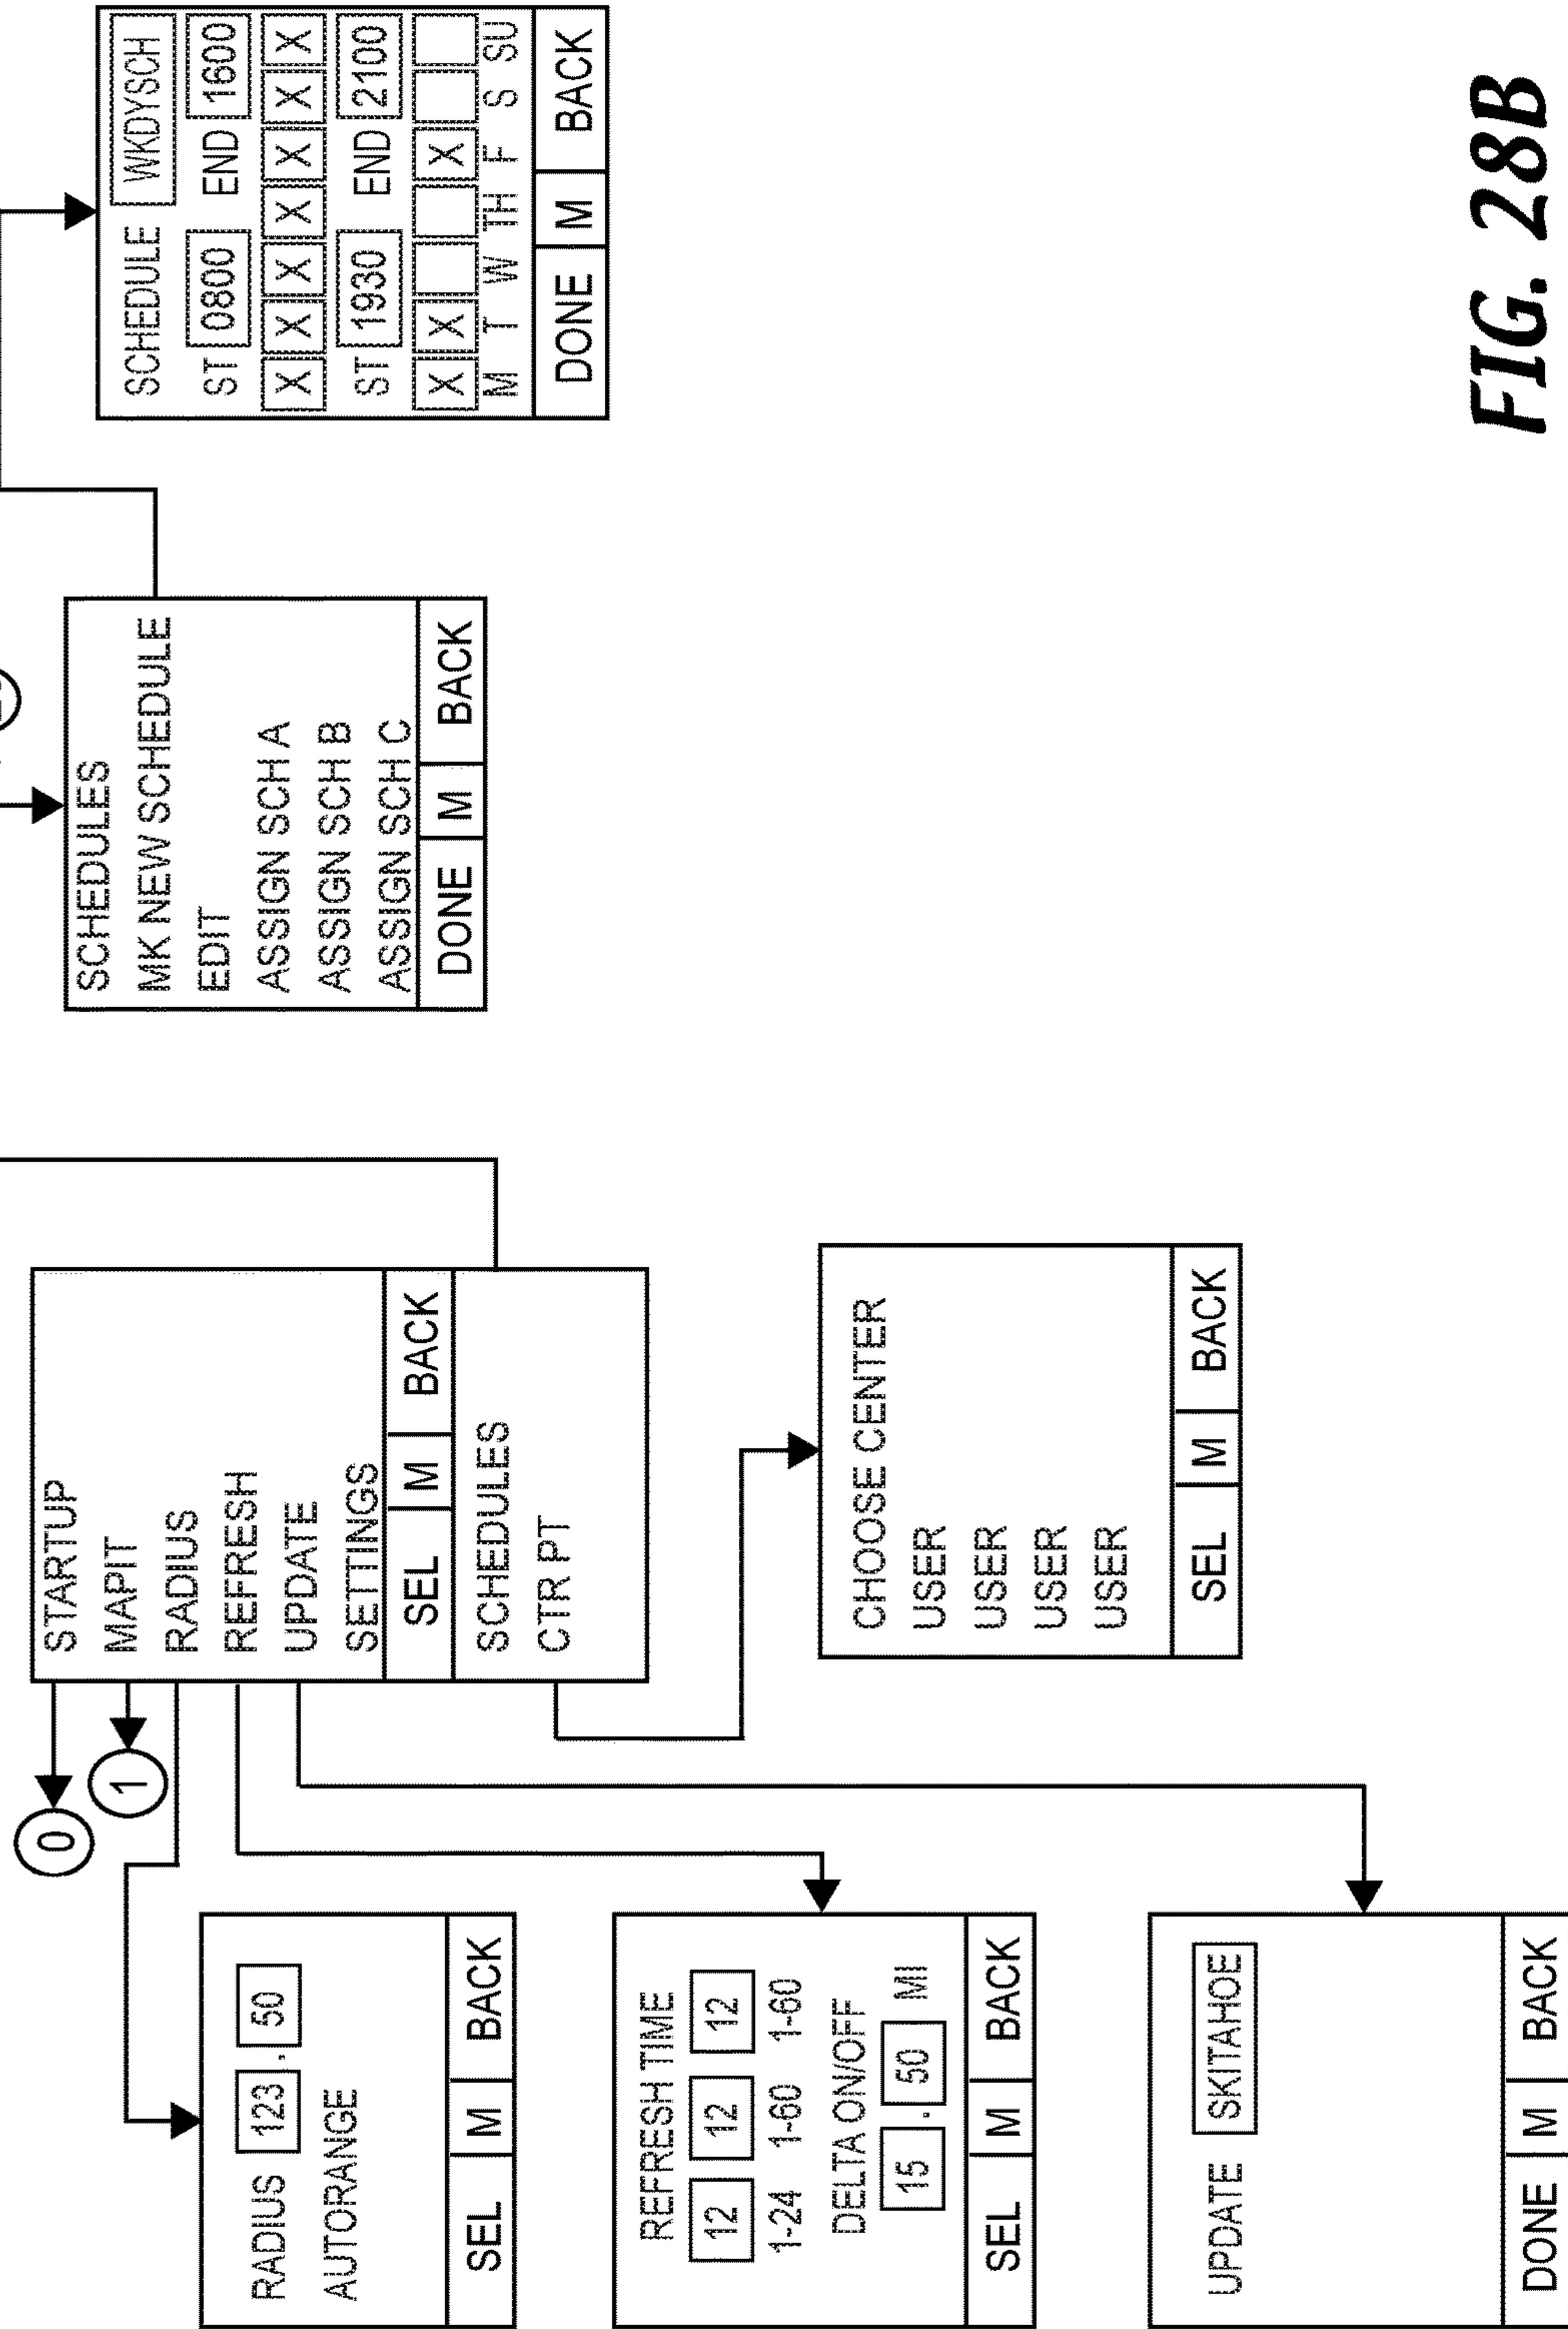 0
1
RADIUS 123 . 50
AUTORANGE
SEL M BACK
REFRESH TIME
12 12 12
1-24 1-60 1-60
DELTA ON/OFF
15 . 50 MI
SEL M BACK
UPDATE SKITAHOE
DONE M BACK
STARTUP
MAPIT
RADIUS
REFRESH
UPDATE
SETTINGS
SEL M BACK
SCHEDULES
CTR PT
CHOOSE CENTER
USER
USER
USER
USER
SEL M BACK
SCHEDULES
MK NEW SCHEDULE
EDIT
ASSIGN SCH A
ASSIGN SCH B
ASSIGN SCH C
DONE M BACK
SCHEDULE WKDYSCH
ST 0800 END 1600
X X X X X X X
ST 1930 END 2100
X X X
M T W TH F S SU
DONE M BACK
FIG. 28B